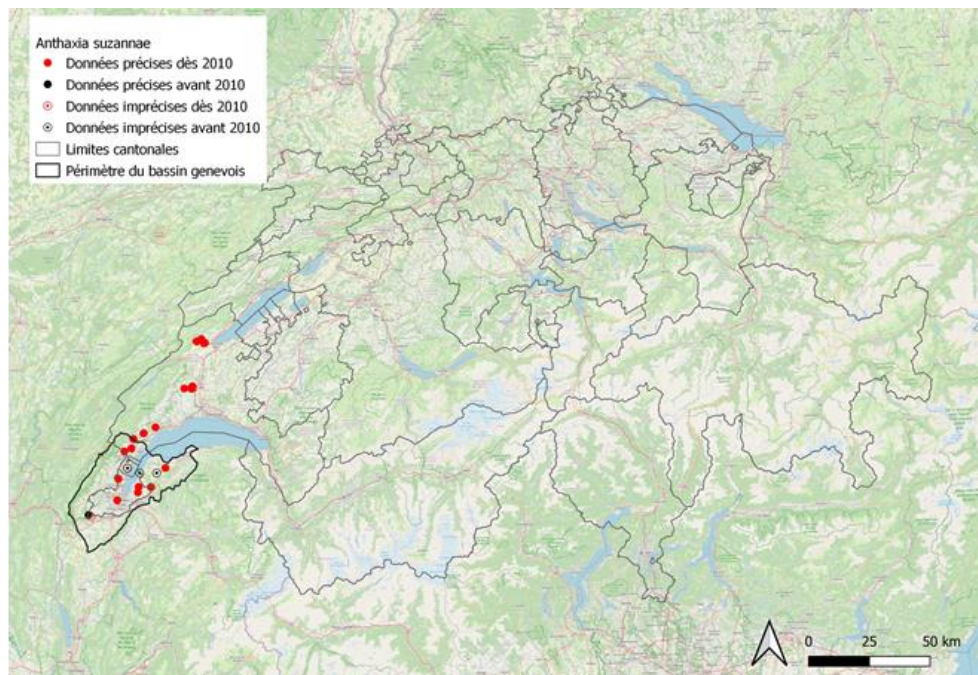 Anthaxia suzannae
Données précises dès 2010
Données précises avant 2010
Données imprécises dès 2010
Données imprécises avant 2010
Limites cantonales
Périmètre du bassin genevois
0 25 50 km